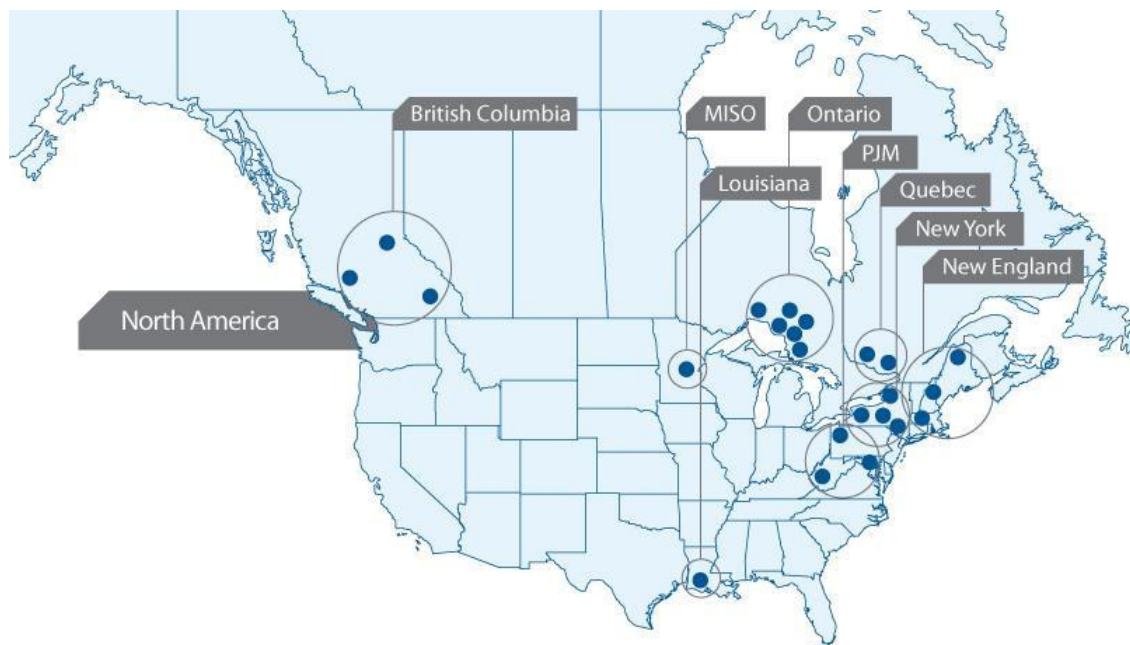 British Columbia
MISO
Ontario
PJM
Louisiana
Quebec
New York
New England
North America